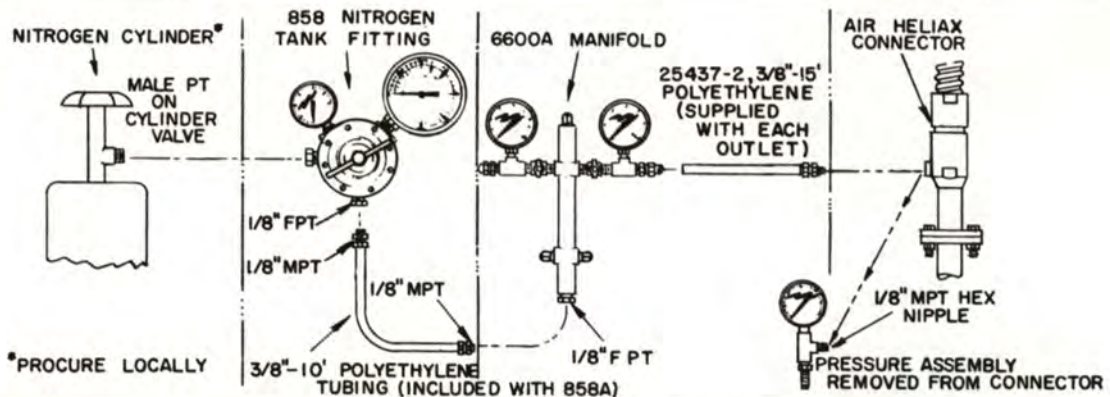 NITROGEN CYLINDER*
MALE PT
ON
CYLINDER
VALVE
*PROCURE LOCALLY
858 NITROGEN
TANK FITTING
1/8" FPT
1/8" MPT
1/8" MPT
3/8"-10' POLYETHYLENE
TUBING (INCLUDED WITH 858A)
6600A MANIFOLD
1/8" F PT
25437-2, 3/8"-15'
POLYETHYLENE
(SUPPLIED
WITH EACH
OUTLET)
AIR HELIAX
CONNECTOR
1/8" MPT HEX
NIPPLE
PRESSURE ASSEMBLY
REMOVED FROM CONNECTOR